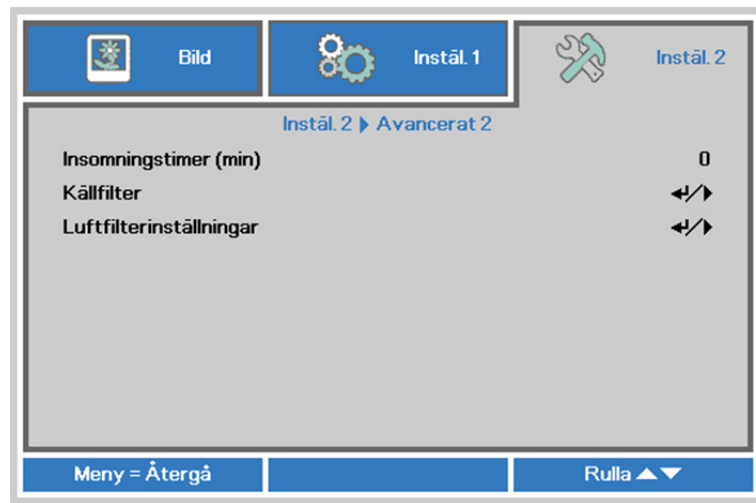 Bild
Instäl. 1
Instäl. 2
Instäl. 2 ▶ Avancerat 2
Insomningstimer (min) 0
Källfilter ↵/▶
Luftfilterinställningar ↵/▶
Meny = Återgå
Rulla ▲▼